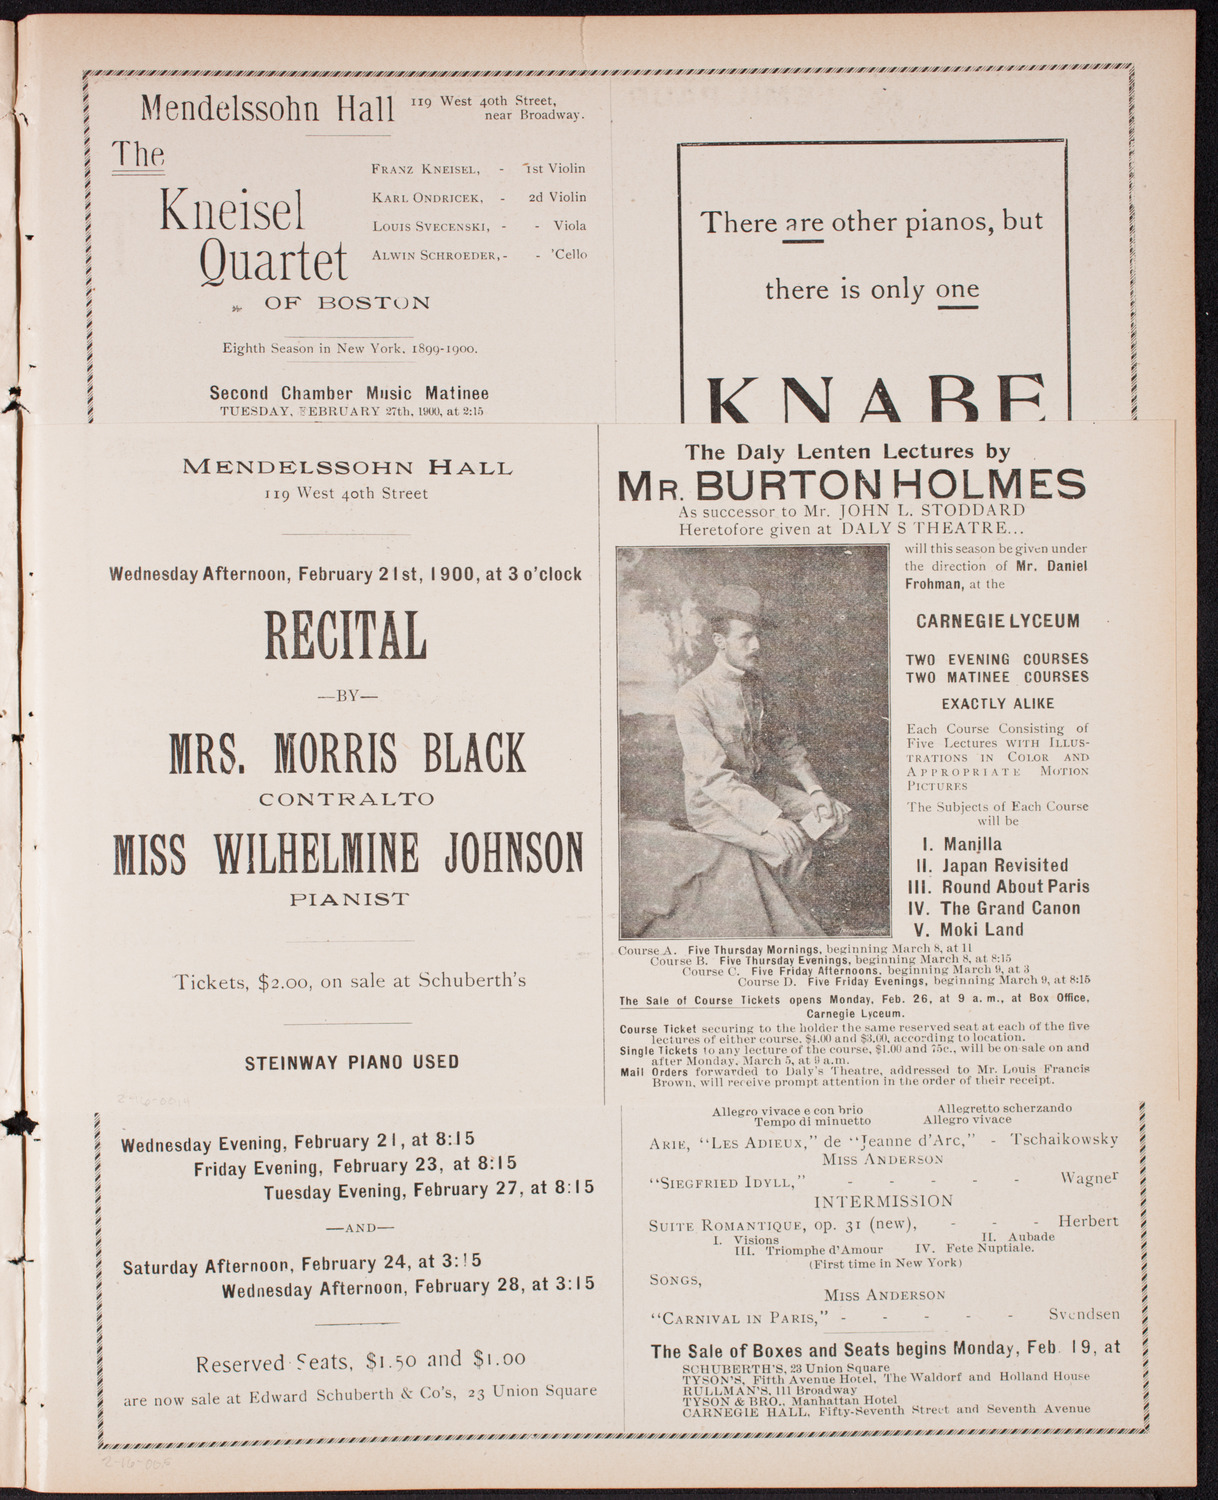 Mendelssohn Hall 119 West 40th Street,
near Broadway.
The
Kneisel
Quartet
OF BOSTON
FRANZ KNEISEL, - 1st Violin
KARL ONDRICEK, - 2d Violin
LOUIS SVECENSKI, - - Viola
ALWIN SCHROEDER, - - 'Cello
Eighth Season in New York, 1899-1900.
Second Chamber Music Matinee
TUESDAY, FEBRUARY 27th, 1900, at 2:15
There are other pianos, but
there is only one
KNABE
MENDELSSOHN HALL
119 West 40th Street
Wednesday Afternoon, February 21st, 1900, at 3 o'clock
RECITAL
—BY—
MRS. MORRIS BLACK
CONTRALTO
MISS WILHELMINE JOHNSON
PIANIST
Tickets, $2.00, on sale at Schuberth's
STEINWAY PIANO USED
2-16-00A
The Daly Lenten Lectures by
MR. BURTON HOLMES
As successor to Mr. JOHN L. STODDARD
Heretofore given at DALY'S THEATRE...
will this season be given under
the direction of Mr. Daniel
Frohman, at the
CARNEGIE LYCEUM
TWO EVENING COURSES
TWO MATINEE COURSES
EXACTLY ALIKE
Each Course Consisting of
Five Lectures WITH ILLUS-
TRATIONS IN COLOR AND
APPROPRIATE MOTION
PICTURES
The Subjects of Each Course
will be
I. Manilla
II. Japan Revisited
III. Round About Paris
IV. The Grand Canon
V. Moki Land
Course A. Five Thursday Mornings, beginning March 8, at 11
Course B. Five Thursday Evenings, beginning March 8, at 8:15
Course C. Five Friday Afternoons, beginning March 9, at 3
Course D. Five Friday Evenings, beginning March 9, at 8:15
The Sale of Course Tickets opens Monday, Feb. 26, at 9 a. m., at Box Office,
Carnegie Lyceum.
Course Ticket securing to the holder the same reserved seat at each of the five
lectures of either course, $4.00 and $3.00, according to location.
Single Tickets to any lecture of the course, $1.00 and 75c., will be on sale on and
after Monday, March 5, at 9 a.m.
Mail Orders forwarded to Daly's Theatre, addressed to Mr. Louis Francis
Brown, will receive prompt attention in the order of their receipt.
Wednesday Evening, February 21, at 8:15
Friday Evening, February 23, at 8:15
Tuesday Evening, February 27, at 8:15
—AND—
Saturday Afternoon, February 24, at 3:15
Wednesday Afternoon, February 28, at 3:15
Reserved Seats, $1.50 and $1.00
are now sale at Edward Schuberth & Co's, 23 Union Square
Allegro vivace e con brio Allegretto scherzando
Tempo di minuetto Allegro vivace
ARIE, "LES ADIEUX," de "Jeanne d'Arc," - Tschaikowsky
MISS ANDERSON
"SIEGFRIED IDYLL," - - - - - Wagner
INTERMISSION
SUITE ROMANTIQUE, op. 31 (new), - - - Herbert
I. Visions II. Aubade
III. Triomphe d'Amour IV. Fete Nuptiale.
(First time in New York)
SONGS,
MISS ANDERSON
"CARNIVAL IN PARIS," - - - - - Svendsen
The Sale of Boxes and Seats begins Monday, Feb. 19, at
SCHUBERTH'S, 23 Union Square
TYSON'S, Fifth Avenue Hotel, The Waldorf and Holland House
RULLMAN'S, 111 Broadway
TYSON & BRO., Manhattan Hotel
CARNEGIE HALL, Fifty-Seventh Street and Seventh Avenue